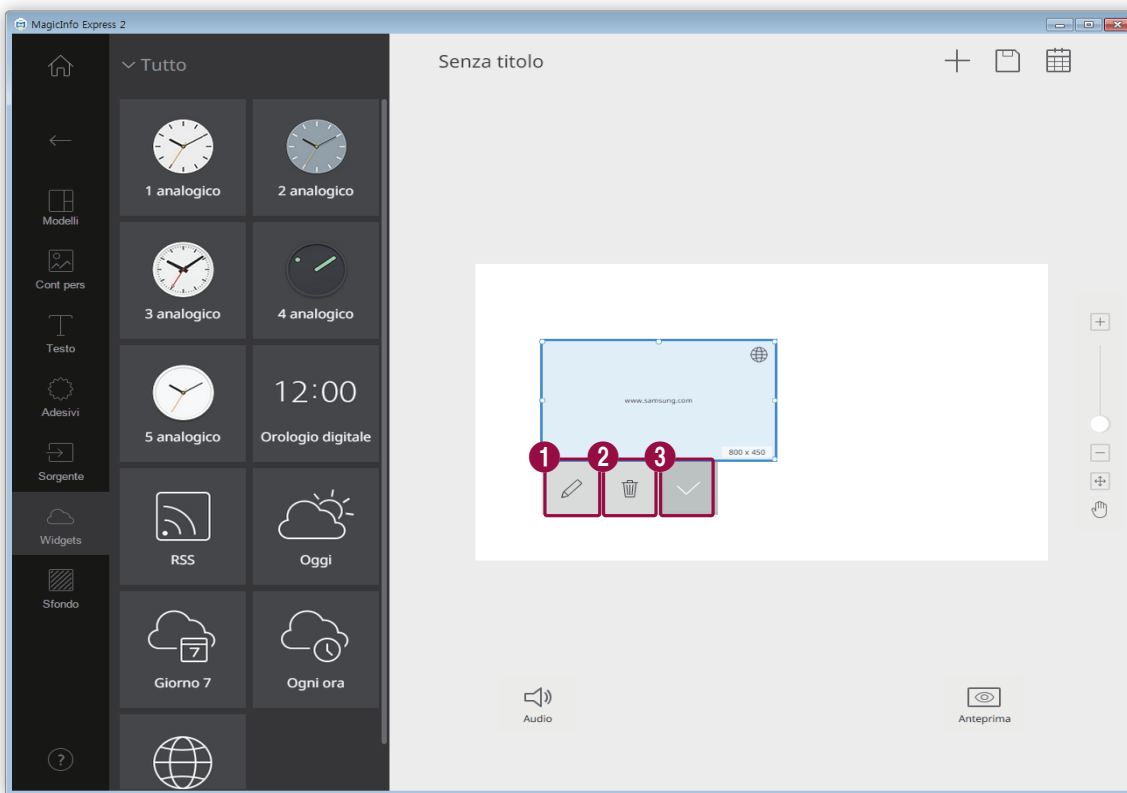 MagicInfo Express 2
Tutto
Senza titolo
1 analogico
2 analogico
Modelli
Cont pers
3 analogico
4 analogico
Testo
www.samsung.com
Adesivi
12:00
5 analogico
Orologio digitale
800 x 450
1 2 3
Sorgente
Widgets
RSS
Oggi
Sfondo
7
Giorno 7
Ogni ora
Audio
Anteprima
?